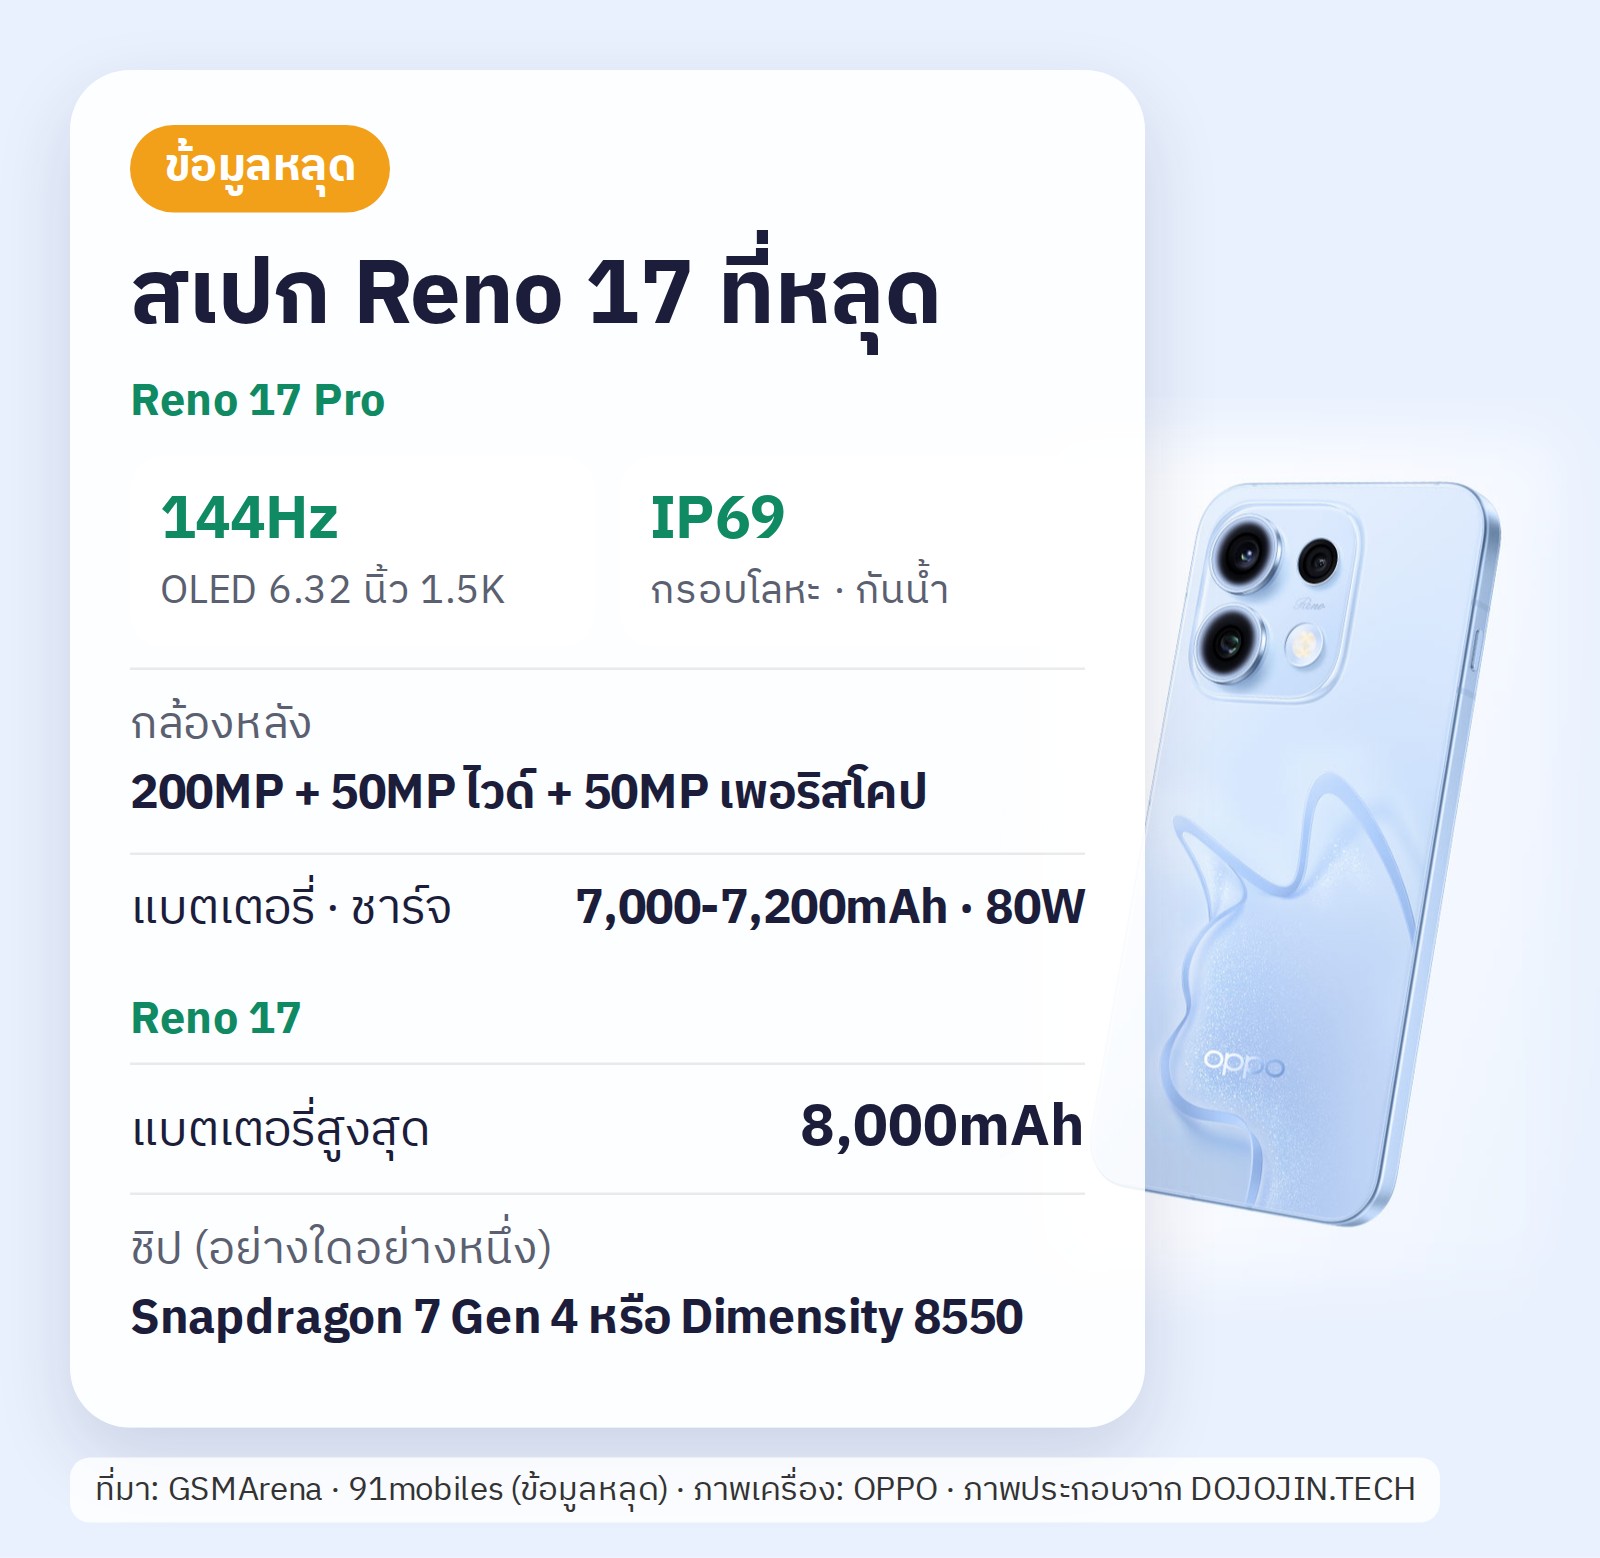 ข้อมูลหลุด
สเปก Reno 17 ที่หลุด
Reno 17 Pro
144Hz
OLED 6.32 นิ้ว 1.5K
IP69
กรอบโลหะ · กันน้ำ
กล้องหลัง
200MP + 50MP ไวด์ + 50MP เพอริสโคป
แบตเตอรี่ · ชาร์จ 7,000-7,200mAh · 80W
Reno 17
แบตเตอรี่สูงสุด 8,000mAh
ชิป (อย่างใดอย่างหนึ่ง)
Snapdragon 7 Gen 4 หรือ Dimensity 8550
Reno
oppo
ที่มา: GSMArena · 91mobiles (ข้อมูลหลุด) · ภาพเครื่อง: OPPO · ภาพประกอบจาก DOJOJIN.TECH